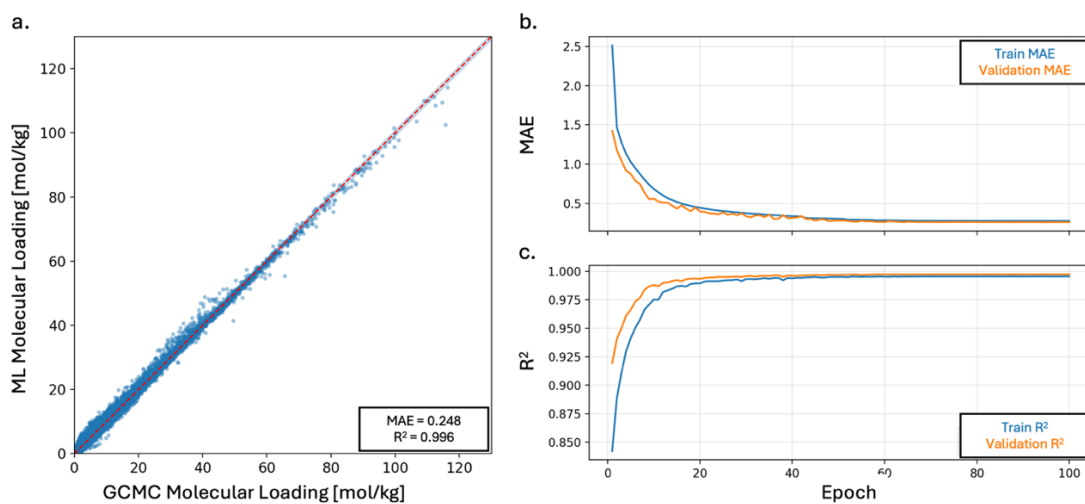 a.
ML Molecular Loading [mol/kg]
120
100
80
60
40
20
0
0 20 40 60 80 100 120
GCMC Molecular Loading [mol/kg]
MAE = 0.248
R² = 0.996
b.
MAE
2.5
2.0
1.5
1.0
0.5
Train MAE
Validation MAE
c.
R²
1.000
0.975
0.950
0.925
0.900
0.875
0.850
Train R²
Validation R²
0 20 40 60 80 100
Epoch